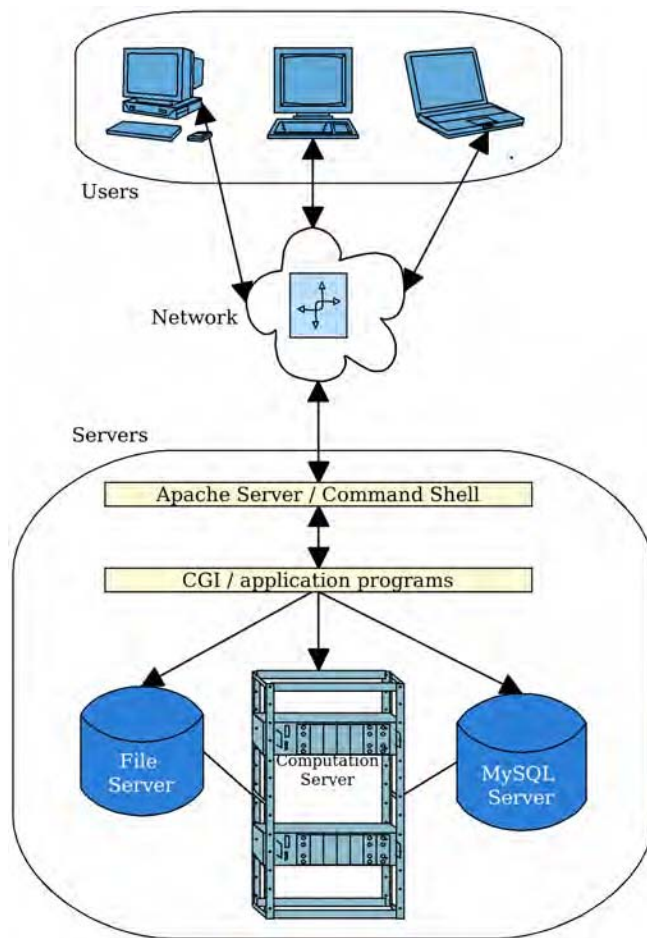 Users
Network
Servers
Apache Server / Command Shell
CGI / application programs
File
Server
Computation
Server
MySQL
Server